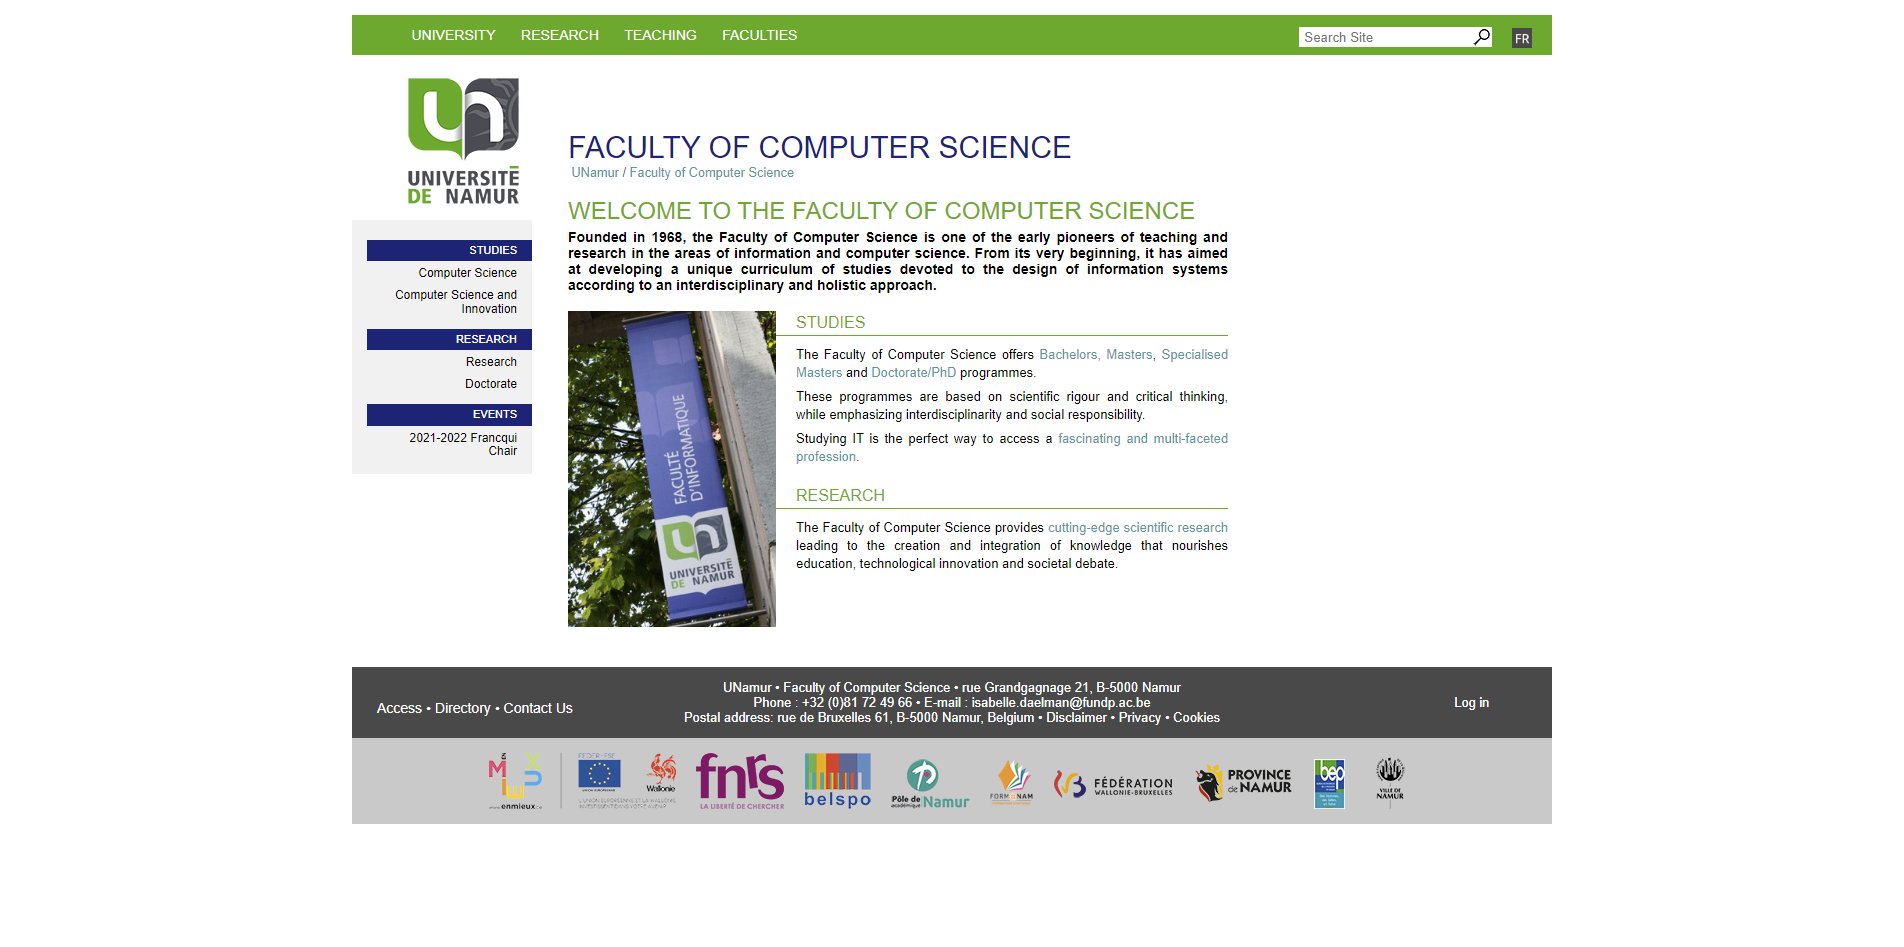 UNIVERSITY RESEARCH TEACHING FACULTIES
Search Site
FR
UNIVERSITÉ
DE NAMUR
FACULTY OF COMPUTER SCIENCE
UNamur / Faculty of Computer Science
STUDIES
Computer Science
Computer Science and
Innovation
RESEARCH
Research
Doctorate
EVENTS
2021-2022 Francqui
Chair
WELCOME TO THE FACULTY OF COMPUTER SCIENCE
Founded in 1968, the Faculty of Computer Science is one of the early pioneers of teaching and
research in the areas of information and computer science. From its very beginning, it has aimed
at developing a unique curriculum of studies devoted to the design of information systems
according to an interdisciplinary and holistic approach.
FACULTÉ
D'INFORMATIQUE
UNIVERSITÉ
DE NAMUR
STUDIES
The Faculty of Computer Science offers Bachelors, Masters, Specialised
Masters and Doctorate/PhD programmes.
These programmes are based on scientific rigour and critical thinking,
while emphasizing interdisciplinarity and social responsibility.
Studying IT is the perfect way to access a fascinating and multi-faceted
profession.
RESEARCH
The Faculty of Computer Science provides cutting-edge scientific research
leading to the creation and integration of knowledge that nourishes
education, technological innovation and societal debate.
Access • Directory • Contact Us
UNamur • Faculty of Computer Science • rue Grandgagnage 21, B-5000 Namur
Phone : +32 (0)81 72 49 66 • E-mail : isabelle.daelman@fundp.ac.be
Postal address: rue de Bruxelles 61, B-5000 Namur, Belgium • Disclaimer • Privacy • Cookies
Log in
EN MIEUX
www.enmieux.be
FEDER-FSE
Wallonie
fnrs
LA LIBERTÉ DE CHERCHER
belspo
Pôle de
académique Namur
FORMANAM
FÉDÉRATION
WALLONIE-BRUXELLES
PROVINCE
de NAMUR
bep
VILLE DE
NAMUR